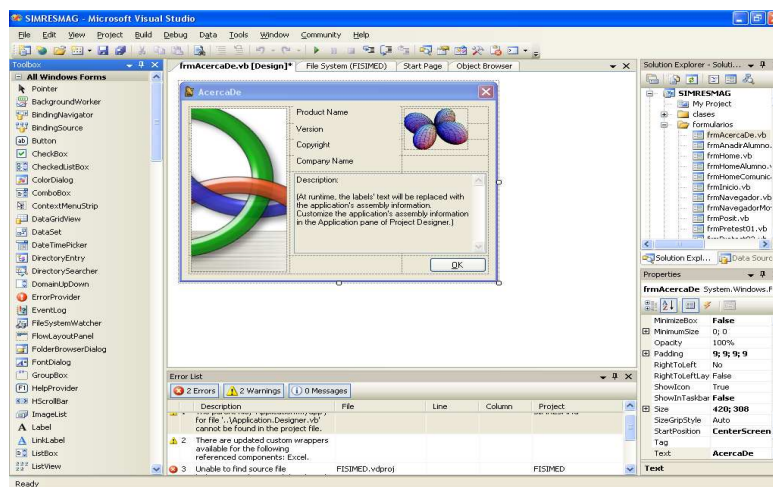 SIMRESMAG - Microsoft Visual Studio
File Edit View Project Build Debug Data Tools Window Community Help
Toolbox
All Windows Forms
Pointer
BackgroundWorker
BindingNavigator
BindingSource
Button
CheckBox
CheckedListBox
ColorDialog
ComboBox
ContextMenuStrip
DataGridView
DataSet
DateTimePicker
DirectoryEntry
DirectorySearcher
DomainUpDown
ErrorProvider
EventLog
FileSystemWatcher
FlowLayoutPanel
FolderBrowserDialog
FontDialog
GroupBox
HelpProvider
HScrollBar
ImageList
Label
LinkLabel
ListBox
ListView
frmAcercaDe.vb [Design]* File System (FISIMED) Start Page Object Browser
AcercaDe
Product Name
Version
Copyright
Company Name
Description:
(At runtime, the labels' text will be replaced with
the application's assembly information.
Customize the application's assembly information
in the Application pane of Project Designer.)
OK
Error List
2 Errors 2 Warnings 0 Messages
Description File Line Column Project
for file '..\Application.Designer.vb'
cannot be found in the project file.
2 There are updated custom wrappers
available for the following
referenced components: Excel.
3 Unable to find source file FISIMED.vdproj FISIMED
Solution Explorer - Soluti...
SIMRESMAG
My Project
clases
formularios
frmAcercaDe.vb
frmAnadirAlumno.
frmHome.vb
frmHomeAlumno.
frmHomeComunic
frmInicio.vb
frmNavegador.vb
frmNavegadorMo
frmPosit.vb
frmPretest01.vb
Solution Expl... Data Sourc
Properties
frmAcercaDe System.Windows.F
MinimizeBox False
MinimumSize 0; 0
Opacity 100%
Padding 9; 9; 9; 9
RightToLeft No
RightToLeftLay False
ShowIcon True
ShowInTaskbar False
Size 420; 308
SizeGripStyle Auto
StartPosition CenterScreen
Tag
Text AcercaDe
Text
Ready